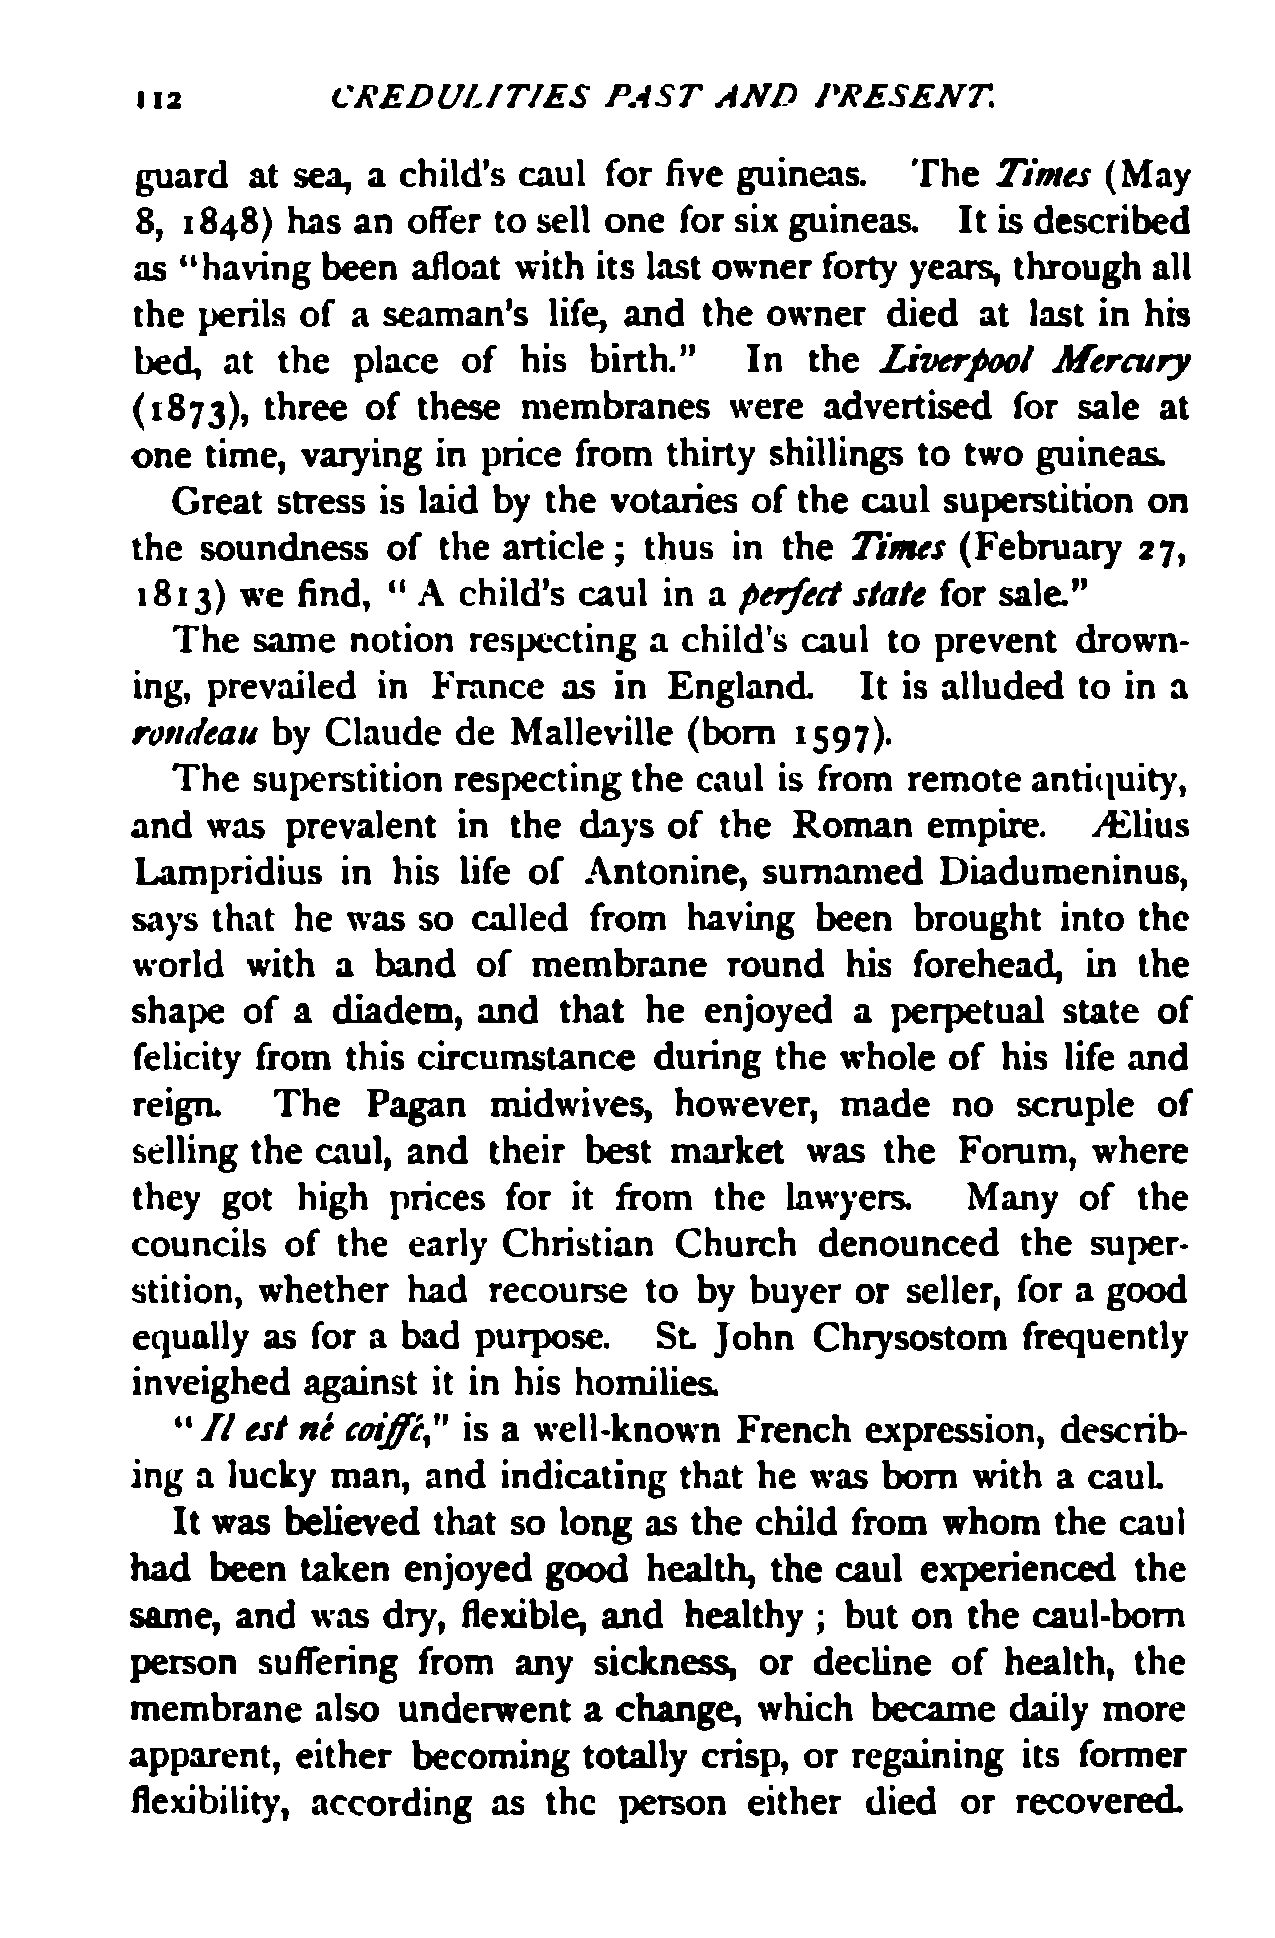 112 CREDULITIES PAST AND PRESENT.
guard at sea, a child's caul for five guineas. The Times (May
8, 1848) has an offer to sell one for six guineas. It is described
as "having been afloat with its last owner forty years, through all
the perils of a seaman's life, and the owner died at last in his
bed, at the place of his birth." In the Liverpool Mercury
(1873), three of these membranes were advertised for sale at
one time, varying in price from thirty shillings to two guineas.
Great stress is laid by the votaries of the caul superstition on
the soundness of the article; thus in the Times (February 27,
1813) we find, "A child's caul in a perfect state for sale."
The same notion respecting a child's caul to prevent drown-
ing, prevailed in France as in England. It is alluded to in a
rondeau by Claude de Malleville (born 1597).
The superstition respecting the caul is from remote antiquity,
and was prevalent in the days of the Roman empire. Ælius
Lampridius in his life of Antonine, surnamed Diadumeninus,
says that he was so called from having been brought into the
world with a band of membrane round his forehead, in the
shape of a diadem, and that he enjoyed a perpetual state of
felicity from this circumstance during the whole of his life and
reign. The Pagan midwives, however, made no scruple of
selling the caul, and their best market was the Forum, where
they got high prices for it from the lawyers. Many of the
councils of the early Christian Church denounced the super-
stition, whether had recourse to by buyer or seller, for a good
equally as for a bad purpose. St. John Chrysostom frequently
inveighed against it in his homilies.
"Il est nè coiffé," is a well-known French expression, describ-
ing a lucky man, and indicating that he was born with a caul.
It was believed that so long as the child from whom the caul
had been taken enjoyed good health, the caul experienced the
same, and was dry, flexible, and healthy; but on the caul-born
person suffering from any sickness, or decline of health, the
membrane also underwent a change, which became daily more
apparent, either becoming totally crisp, or regaining its former
flexibility, according as the person either died or recovered.